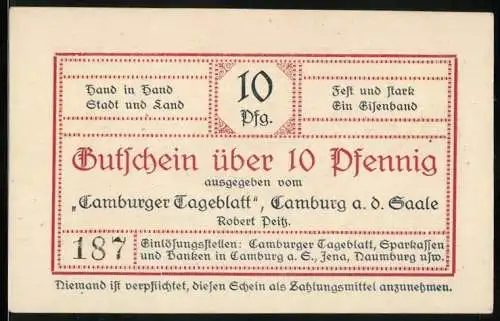 Hand in Hand
Stadt und Land
10
Pfg.
Fest und stark
Ein Eisenband
Gutschein über 10 Pfennig
ausgegeben vom
„Camburger Tageblatt", Camburg a. d. Saale
Robert Peitz.
187
Einlösungsstellen: Camburger Tageblatt, Sparkassen
und Banken in Camburg a. S., Jena, Naumburg usw.
Niemand ist verpflichtet, diesen Schein als Zahlungsmittel anzunehmen.